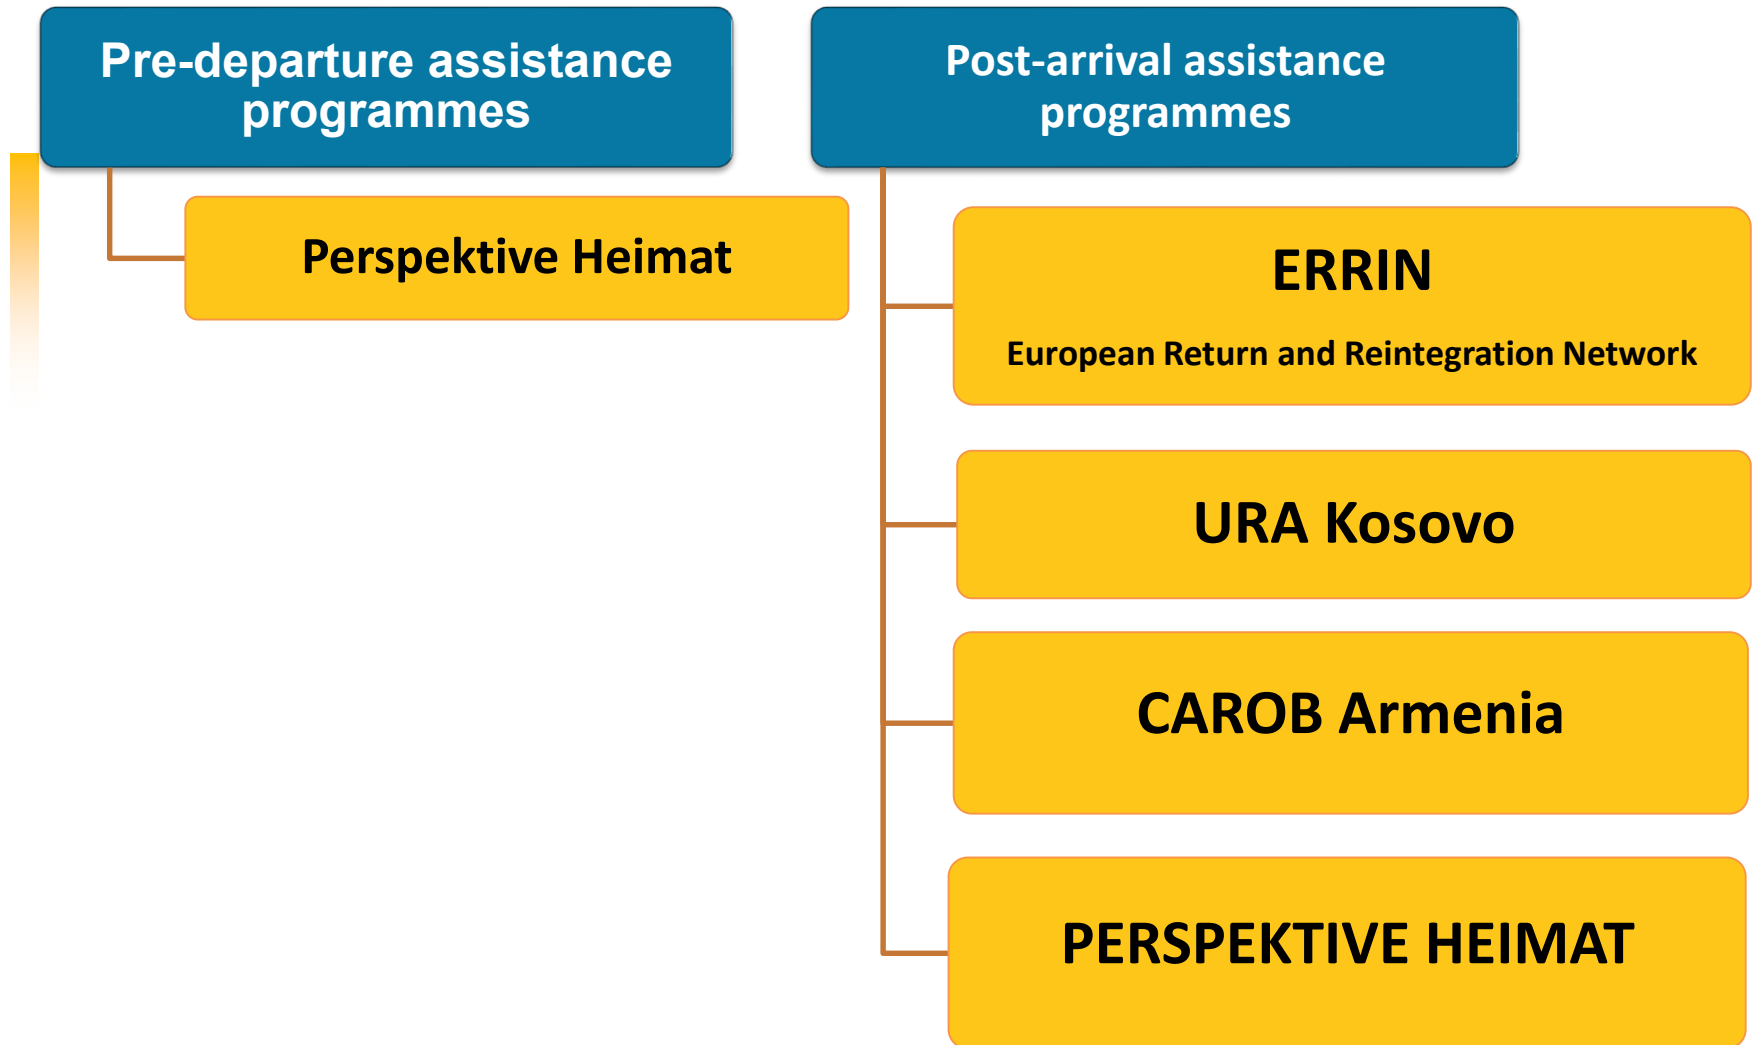 Pre-departure assistance
programmes
Perspektive Heimat
Post-arrival assistance
programmes
ERRIN
European Return and Reintegration Network
URA Kosovo
CAROB Armenia
PERSPEKTIVE HEIMAT